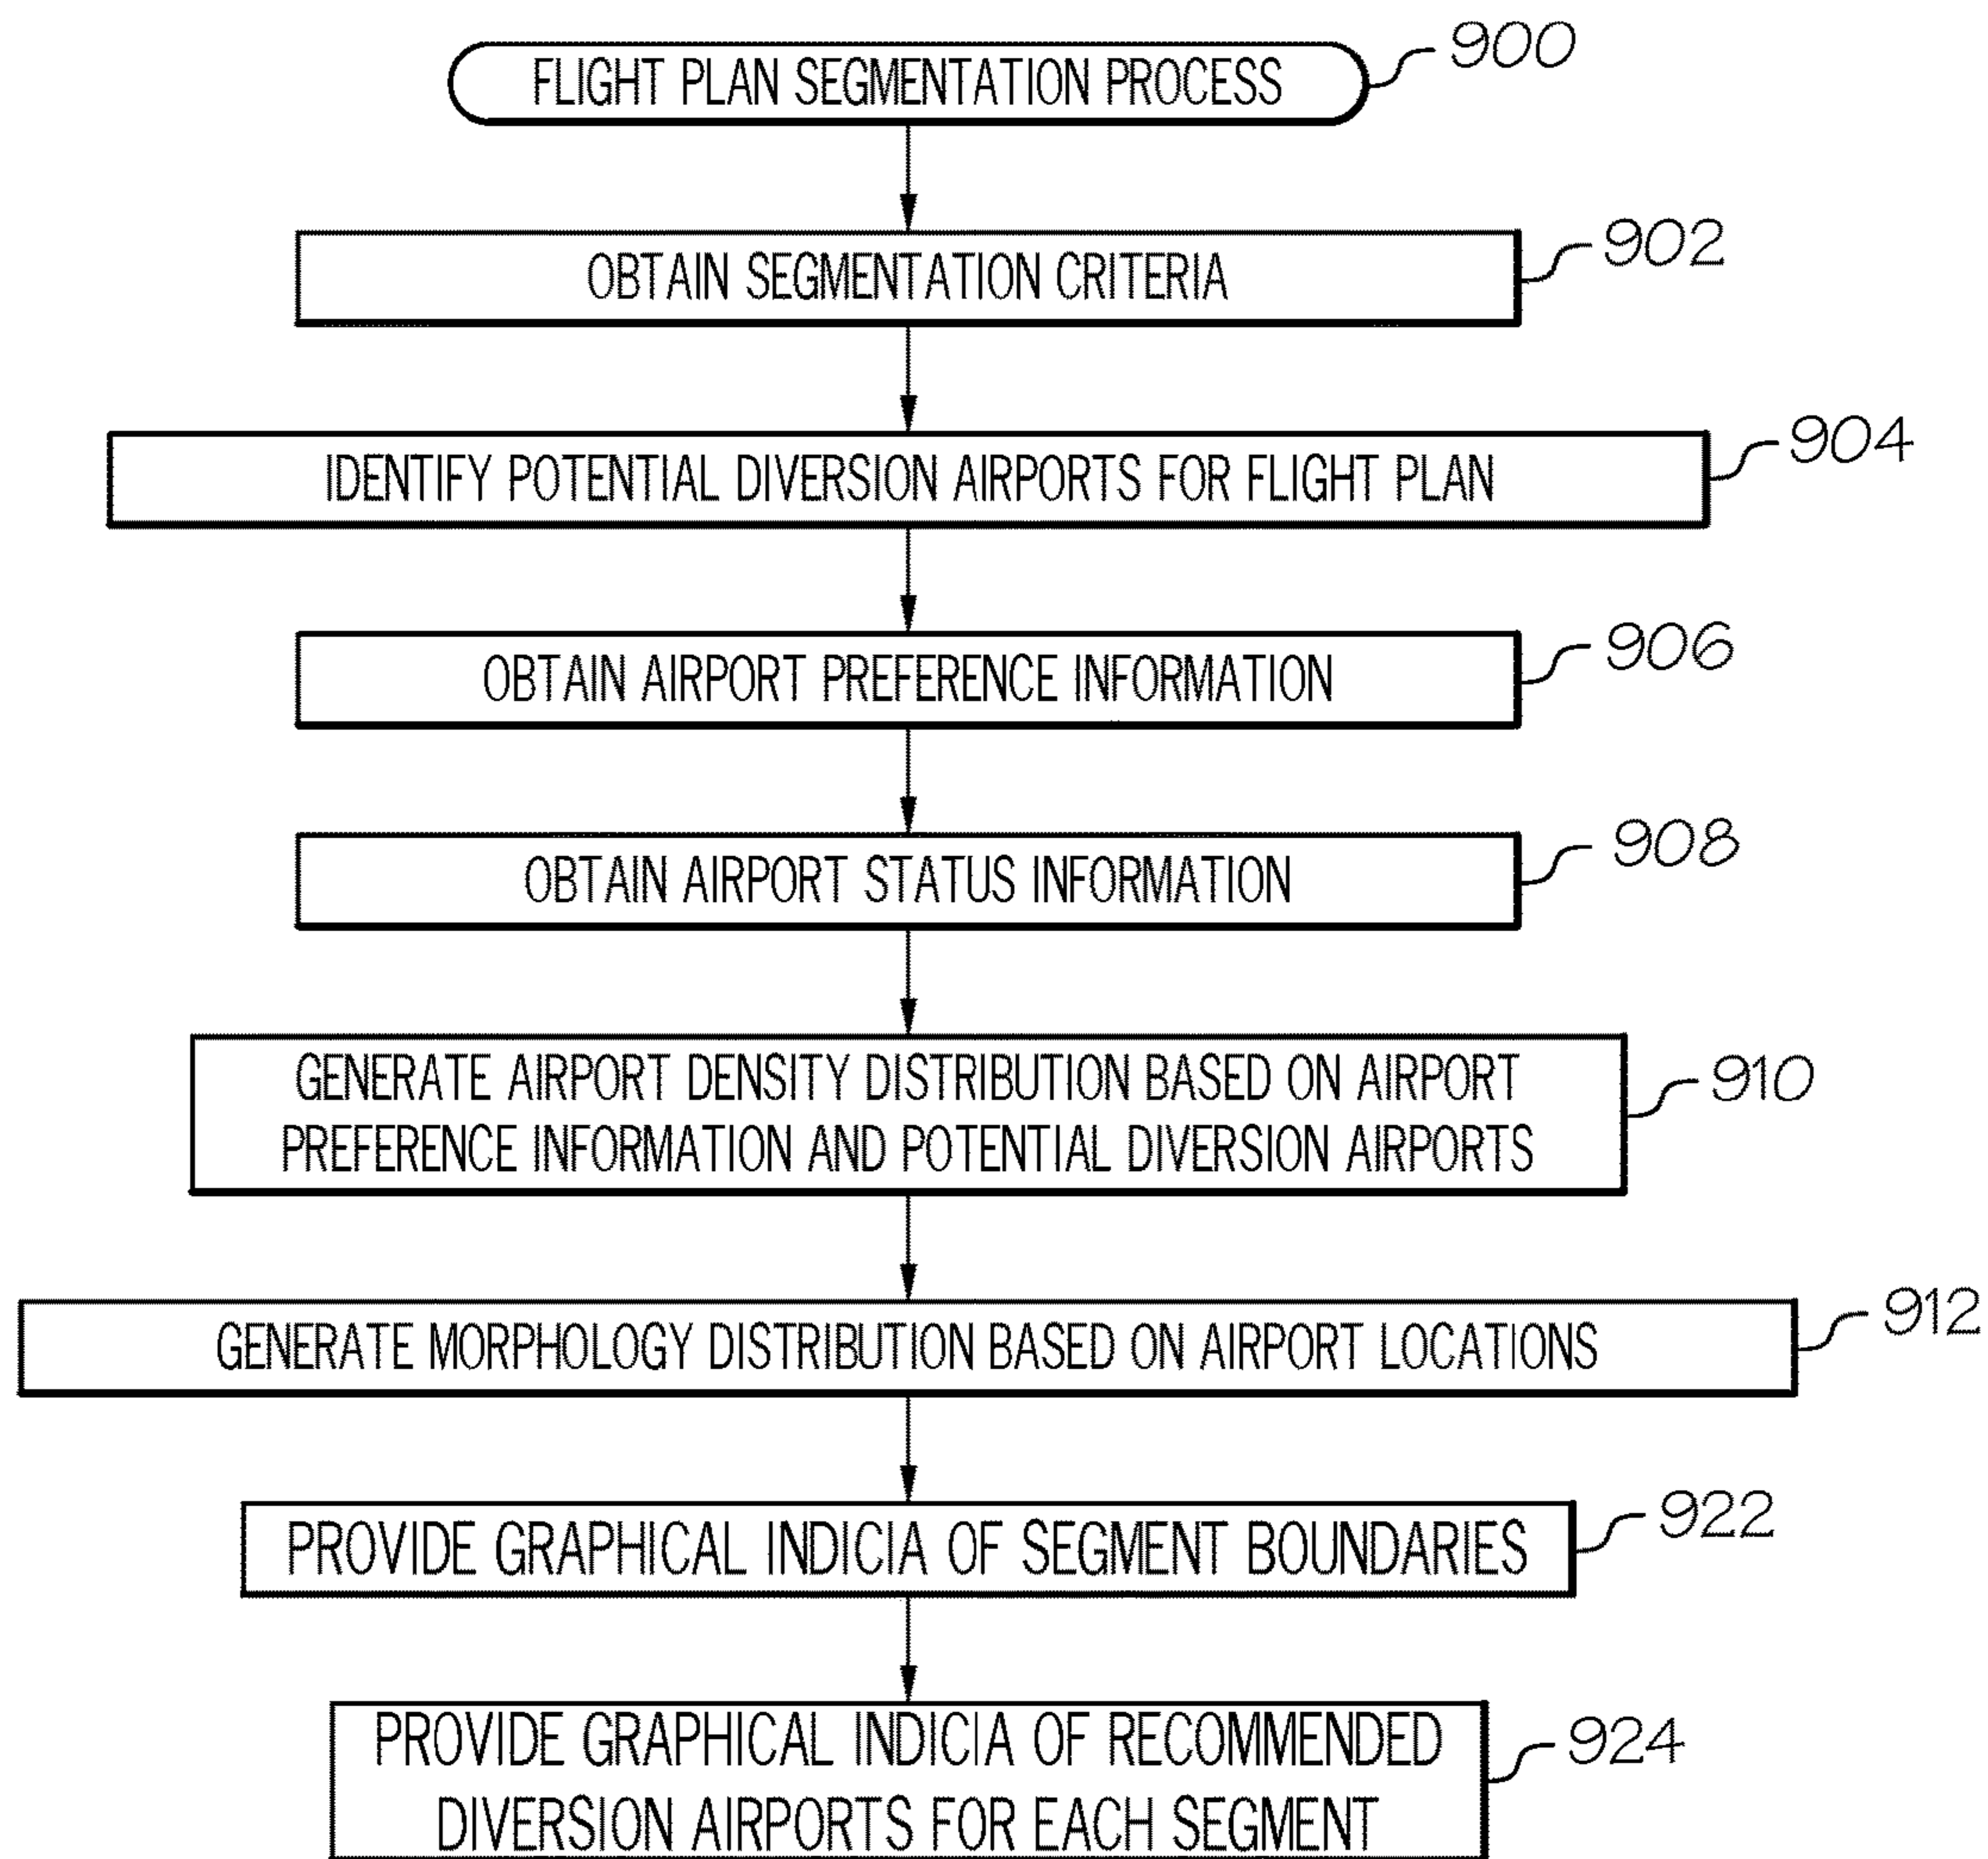 FLIGHT PLAN SEGMENTATION PROCESS
900
OBTAIN SEGMENTATION CRITERIA
902
IDENTIFY POTENTIAL DIVERSION AIRPORTS FOR FLIGHT PLAN
904
OBTAIN AIRPORT PREFERENCE INFORMATION
906
OBTAIN AIRPORT STATUS INFORMATION
908
GENERATE AIRPORT DENSITY DISTRIBUTION BASED ON AIRPORT
PREFERENCE INFORMATION AND POTENTIAL DIVERSION AIRPORTS
910
GENERATE MORPHOLOGY DISTRIBUTION BASED ON AIRPORT LOCATIONS
912
PROVIDE GRAPHICAL INDICIA OF SEGMENT BOUNDARIES
922
PROVIDE GRAPHICAL INDICIA OF RECOMMENDED
DIVERSION AIRPORTS FOR EACH SEGMENT
924